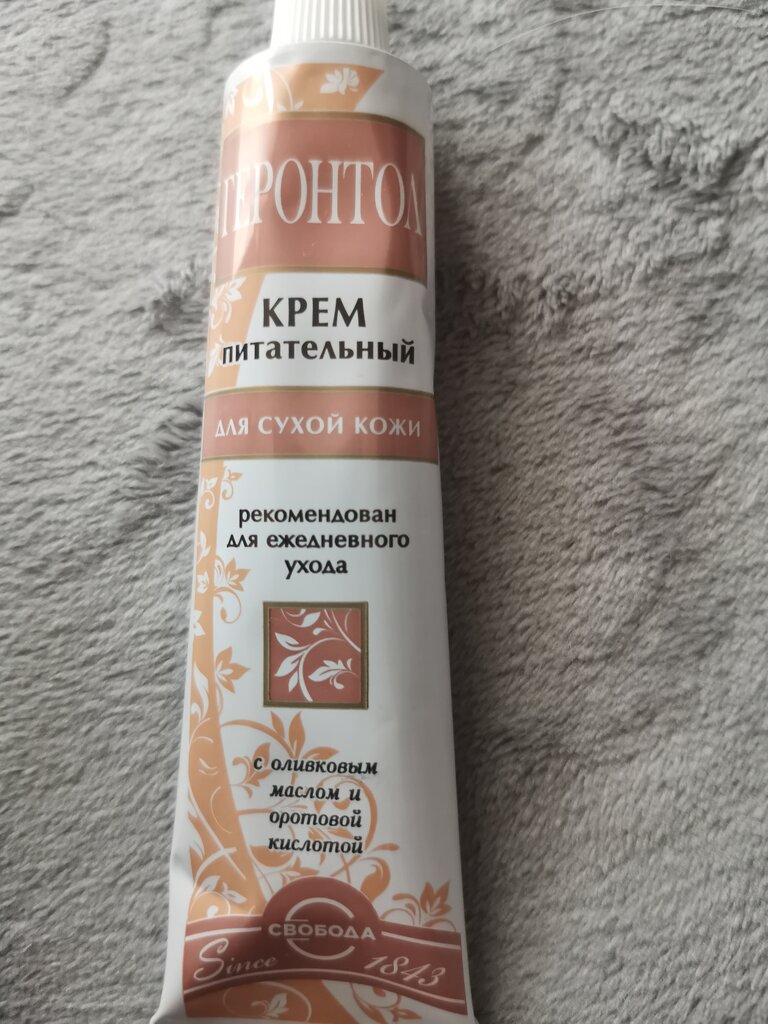 ГЕРОНТОЛ
КРЕМ
питательный
для сухой кожи
рекомендован
для ежедневного
ухода
с оливковым
маслом и
оротовой
кислотой
СВОБОДА
Since 1843